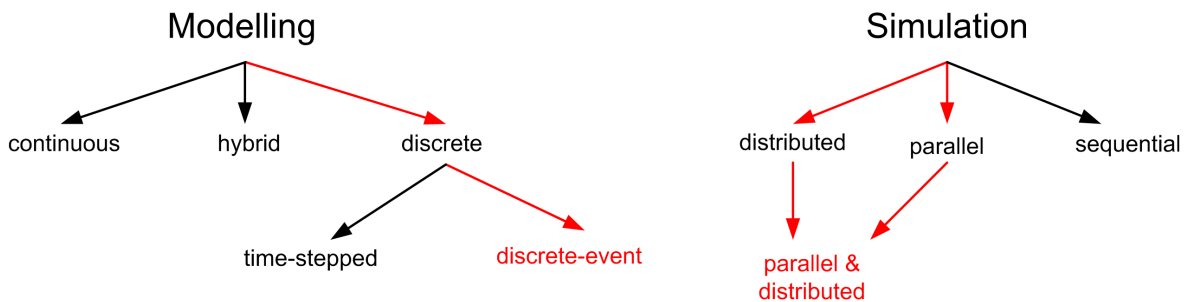 Modelling
Simulation
continuous
hybrid
discrete
distributed
parallel
sequential
time-stepped
discrete-event
parallel &
distributed